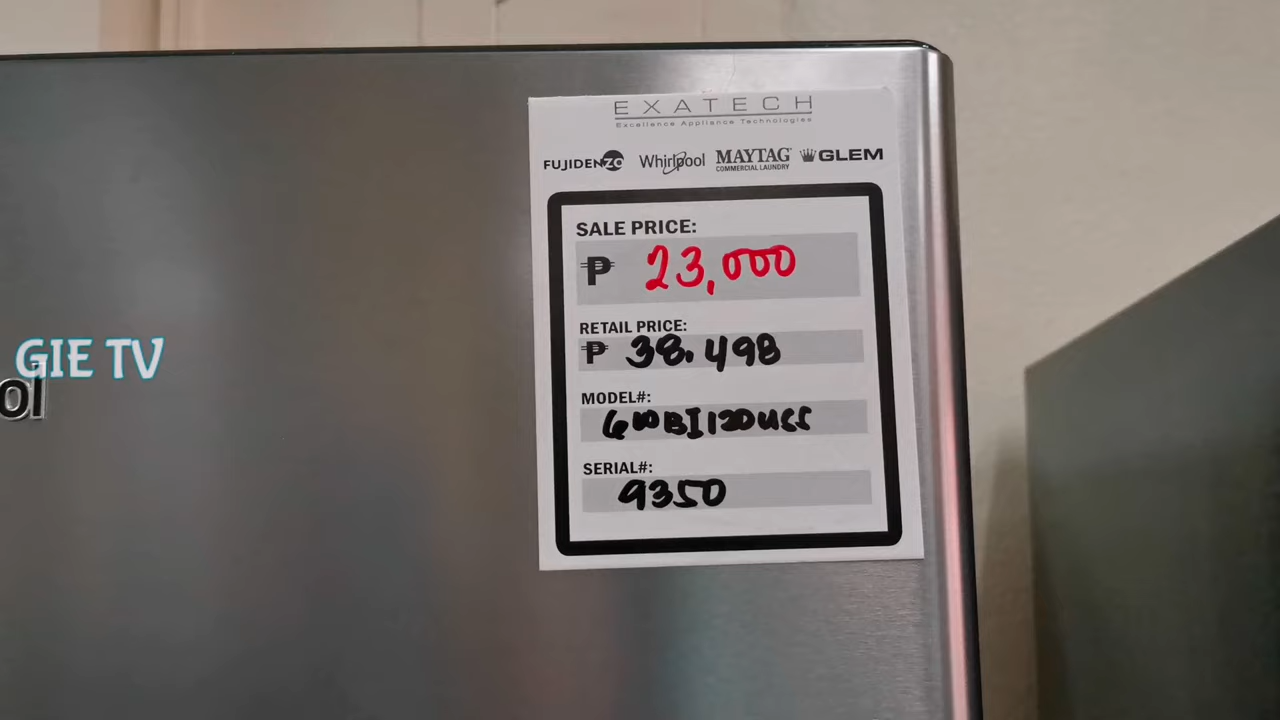 EXATECH
Excellence Appliance Technologies
FUJIDENZO Whirlpool MAYTAG COMMERCIAL LAUNDRY GLEM
SALE PRICE:
₱ 23,000
RETAIL PRICE:
₱ 38.498
MODEL#:
SERIAL#:
9350
GIE TV
ol